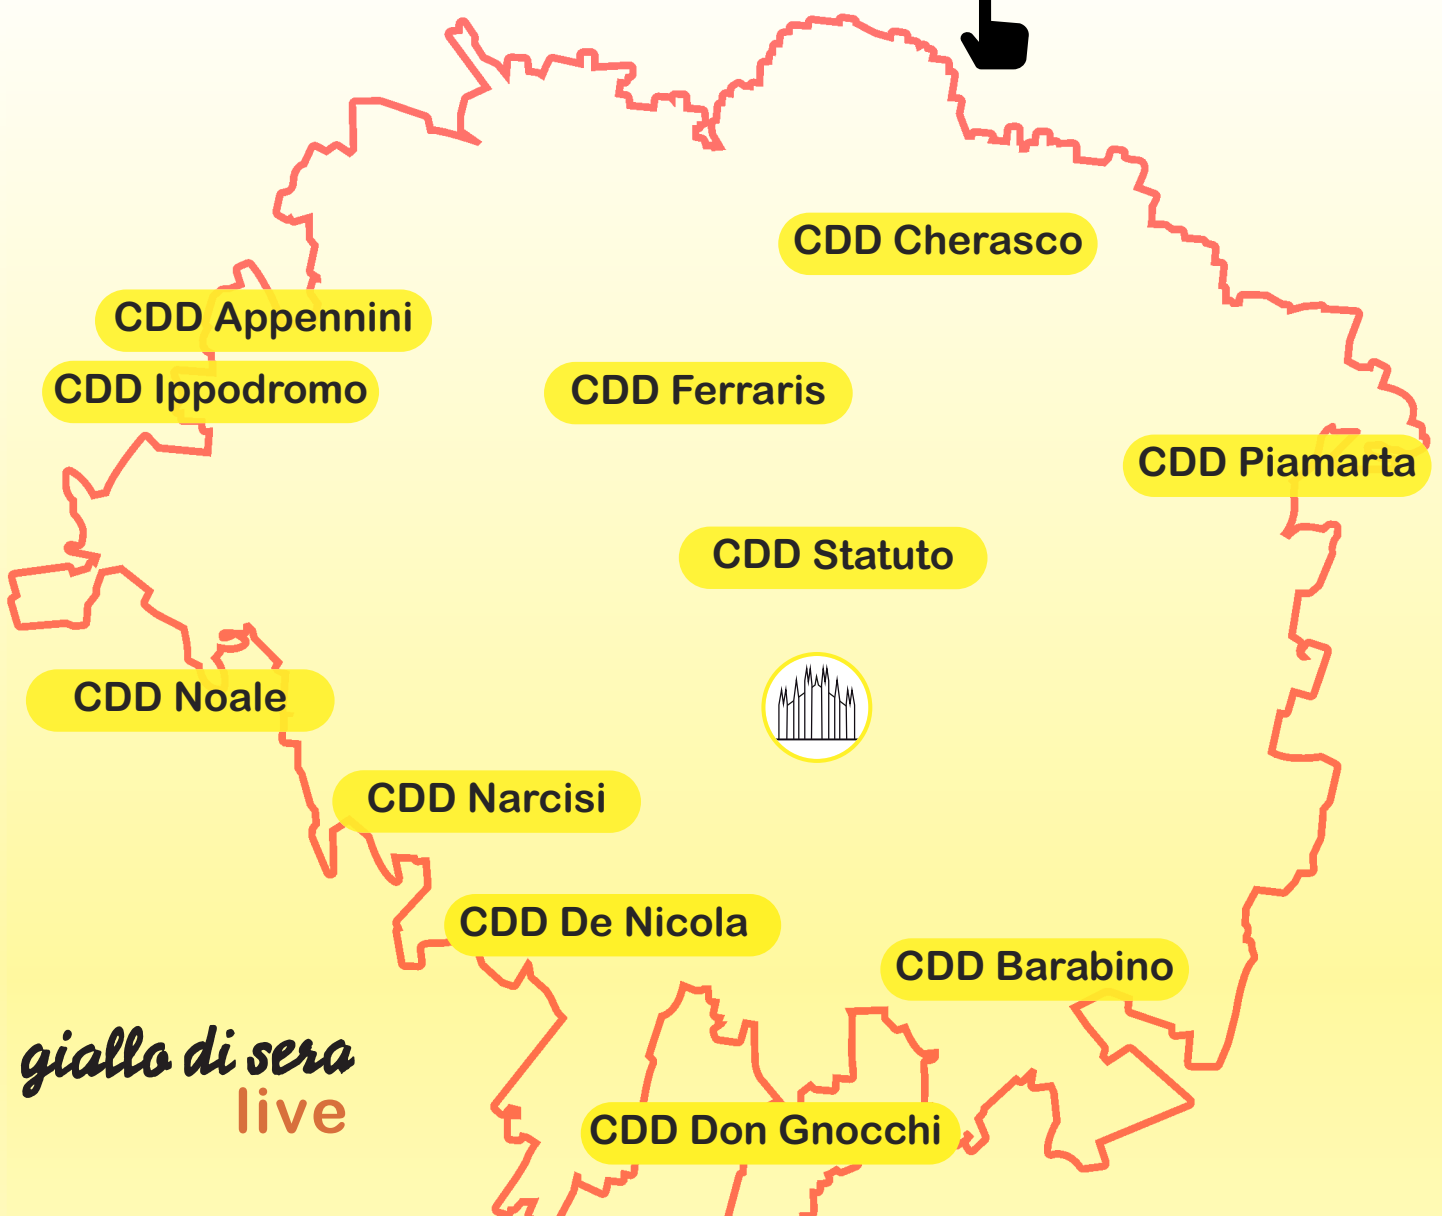 CDD Cherasco
CDD Appennini
CDD Ippodromo
CDD Ferraris
CDD Piamarta
CDD Statuto
CDD Noale
CDD Narcisi
CDD De Nicola
CDD Barabino
giallo di sera
live
CDD Don Gnocchi